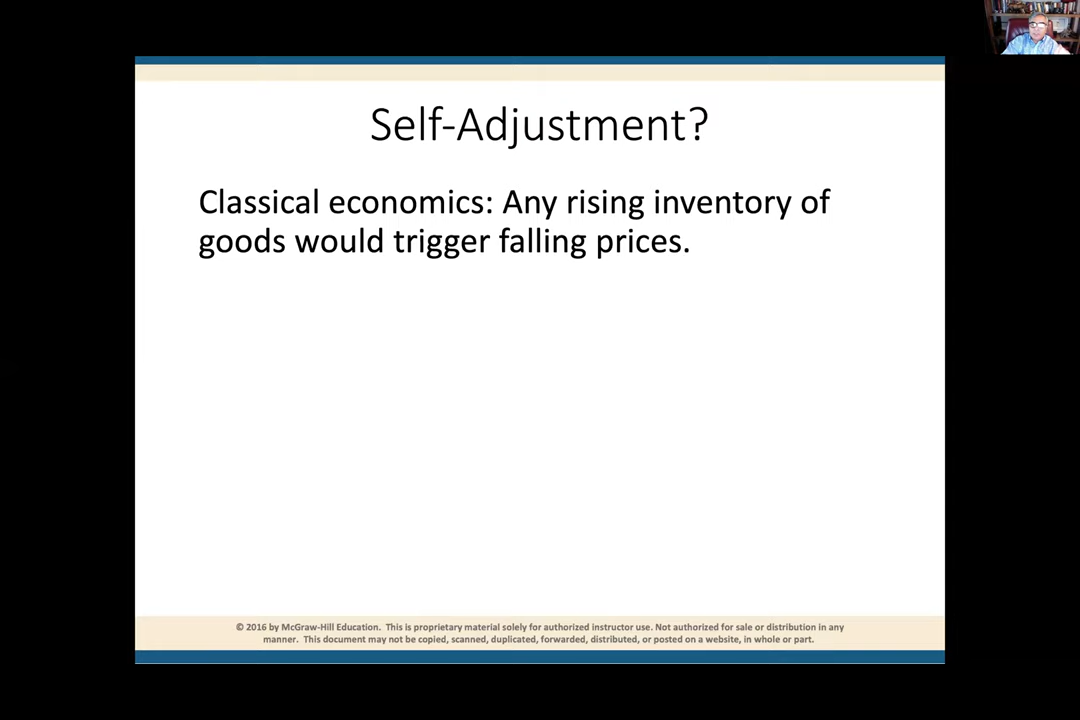 Self-Adjustment?
Classical economics: Any rising inventory of
goods would trigger falling prices.
© 2016 by McGraw-Hill Education. This is proprietary material solely for authorized instructor use. Not authorized for sale or distribution in any
manner. This document may not be copied, scanned, duplicated, forwarded, distributed, or posted on a website, in whole or part.